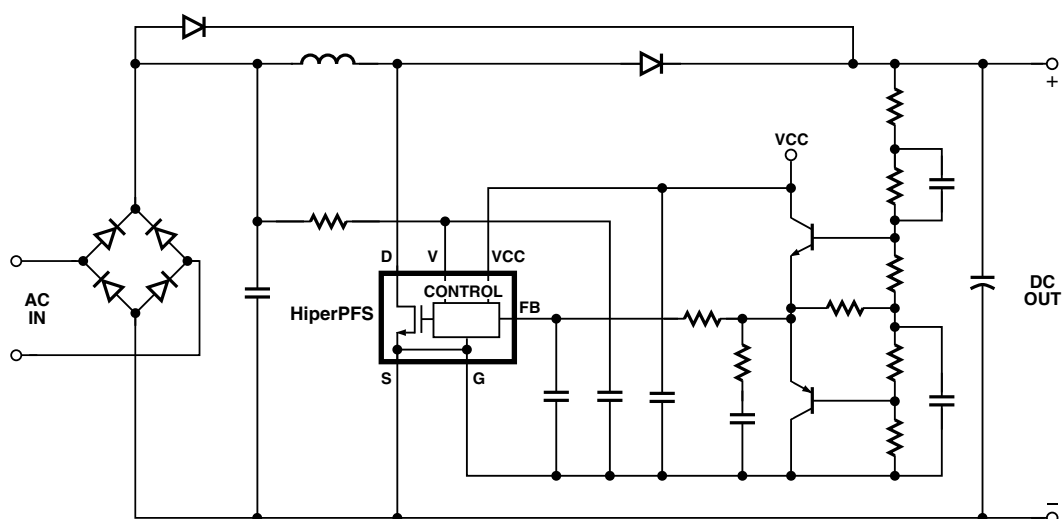 +
VCC
D
V
VCC
CONTROL
HiperPFS
FB
S
G
AC
IN
DC
OUT
−